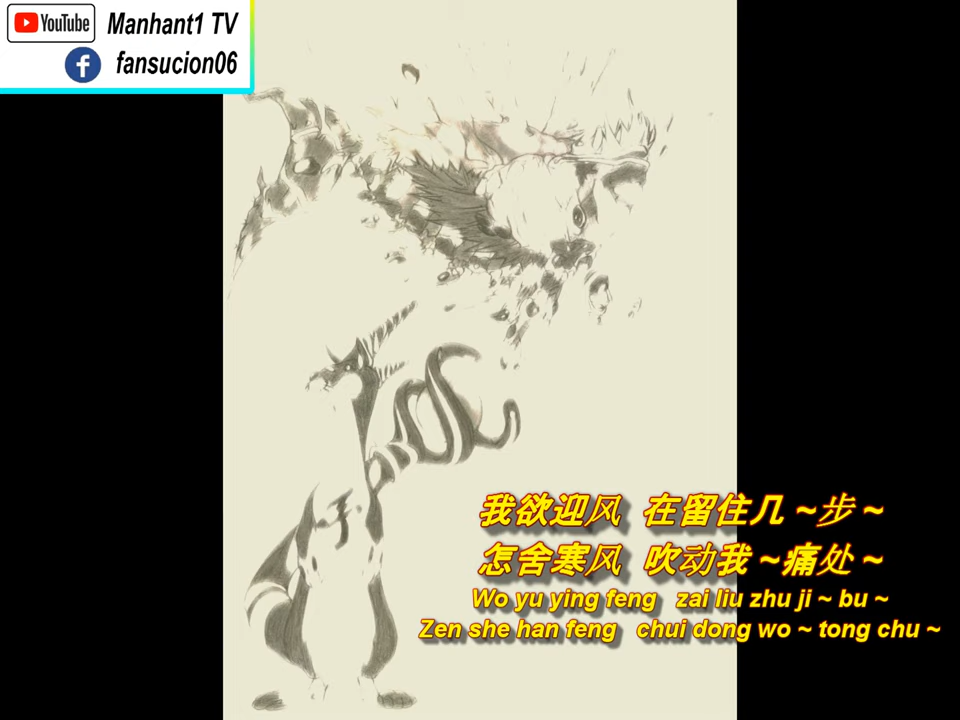 YouTube Manhant1 TV
f fansucion06
我欲迎风 在留住几 ~步 ~
怎舍寒风 吹动我 ~痛处 ~
Wo yu ying feng zai liu zhu ji ~ bu ~
Zen she han feng chui dong wo ~ tong chu ~